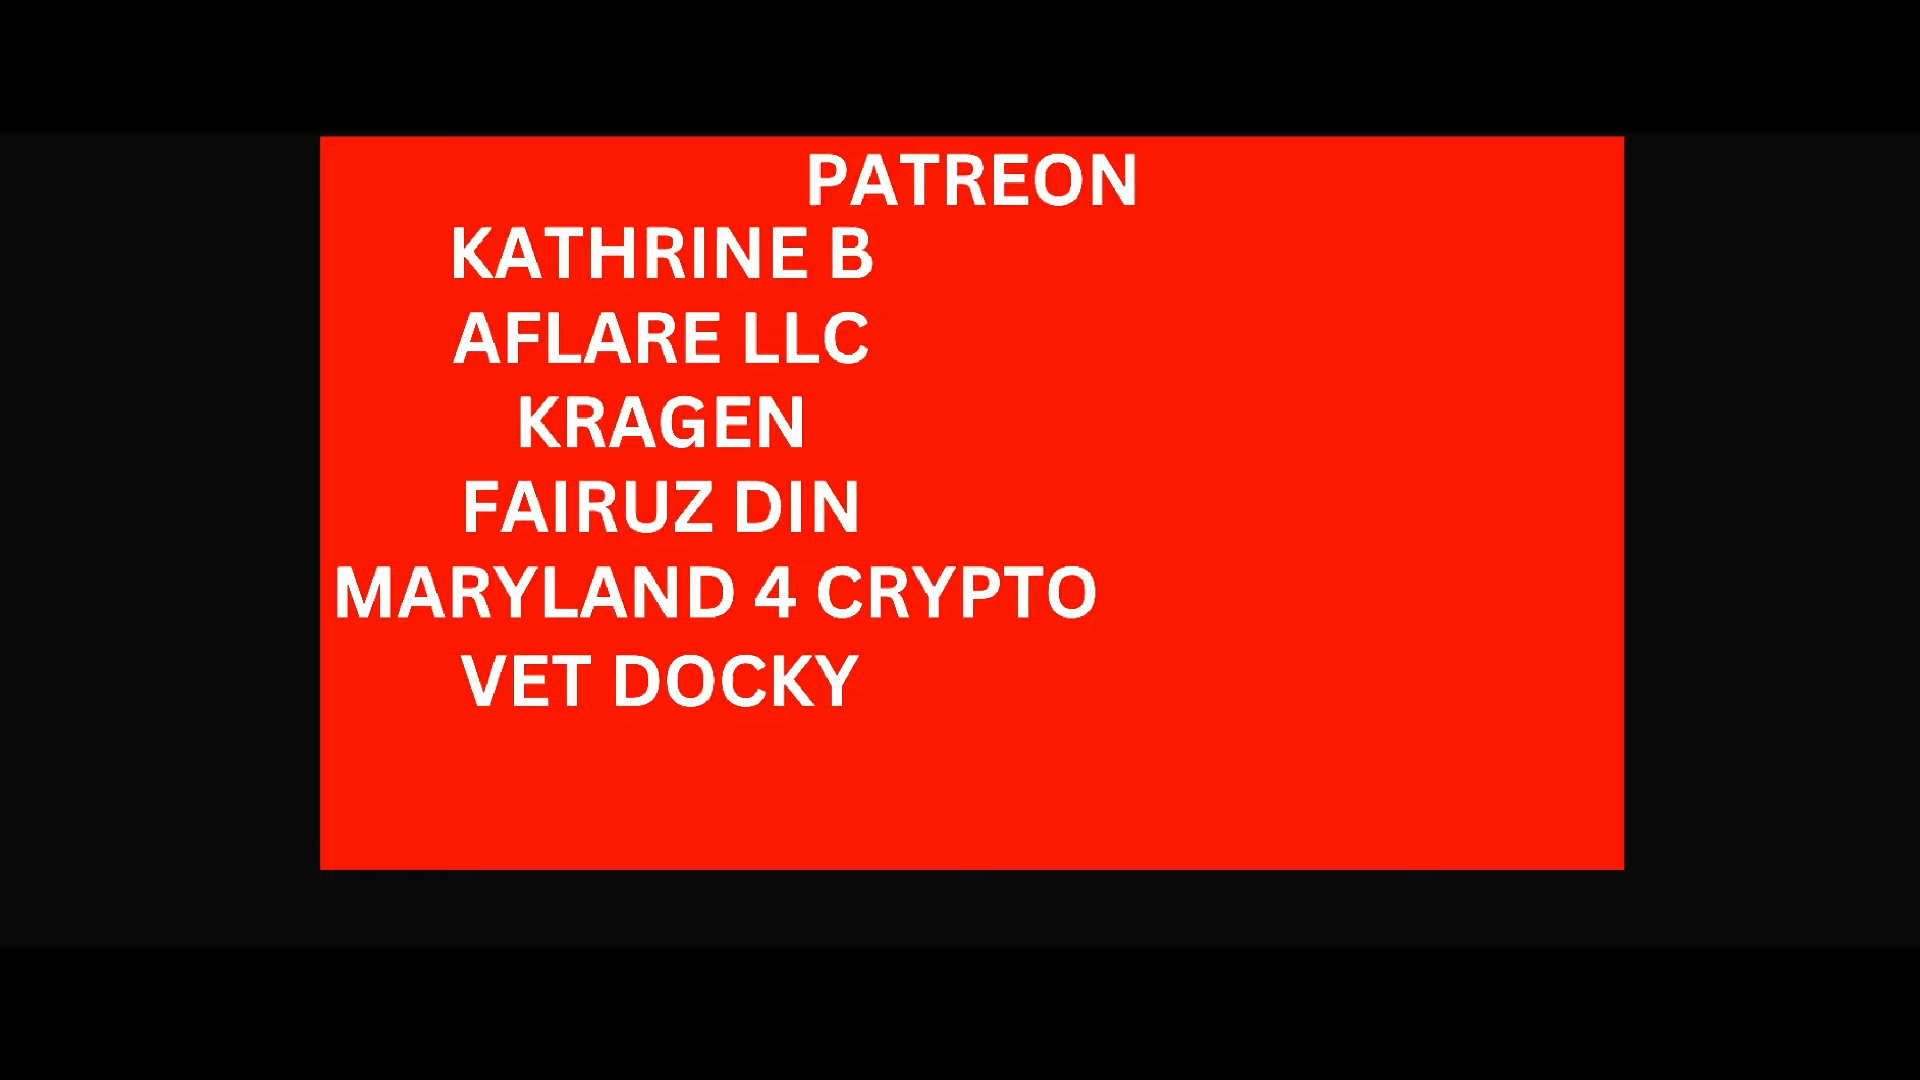 PATREON
KATHRINE B
AFLARE LLC
KRAGEN
FAIRUZ DIN
MARYLAND 4 CRYPTO
VET DOCKY